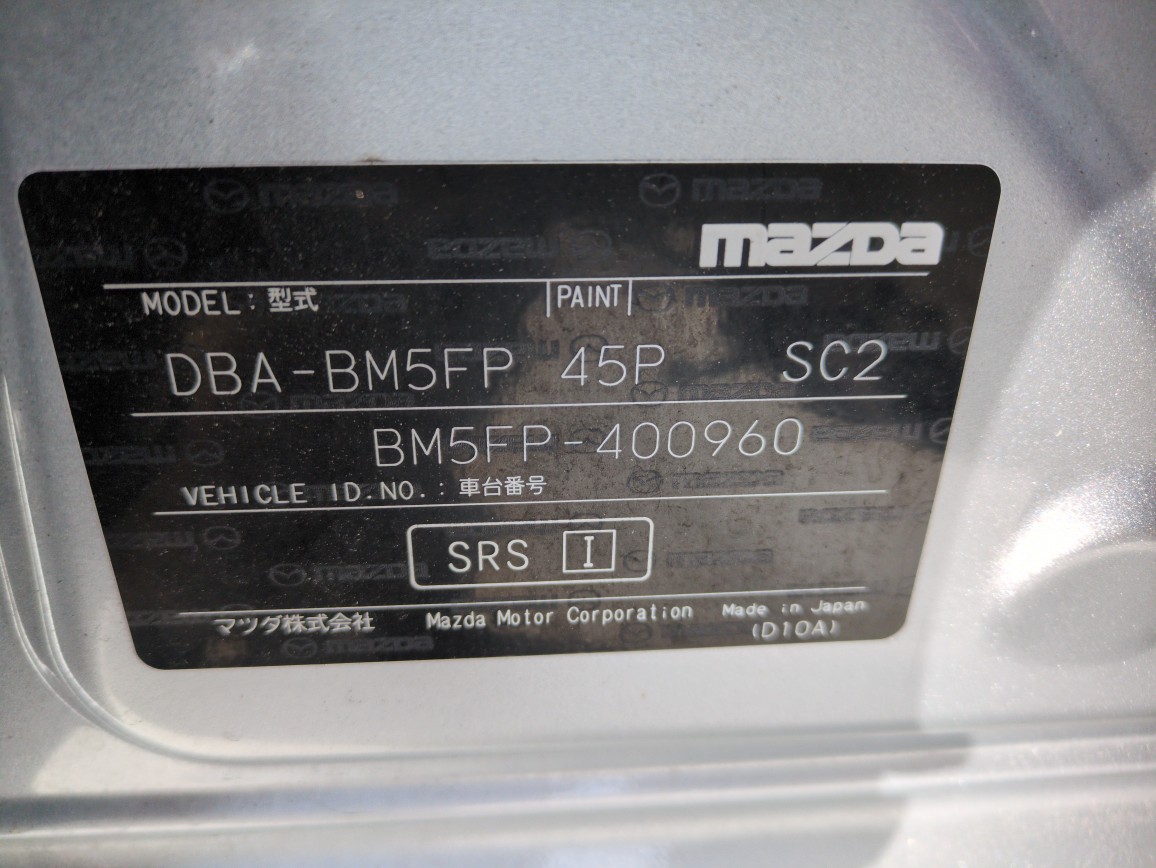 mazda
MODEL : 型式 PAINT
DBA-BM5FP 45P SC2
BM5FP-400960
VEHICLE ID.NO. : 車台番号
SRS I
マツダ株式会社 Mazda Motor Corporation Made in Japan
(D10A)